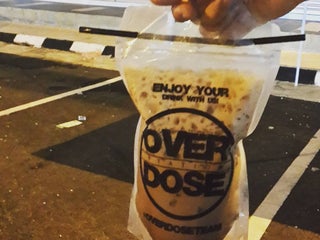 ENJOY YOUR
DRINK WITH US!
OVER
DOSE
#OVERDOSETEAM